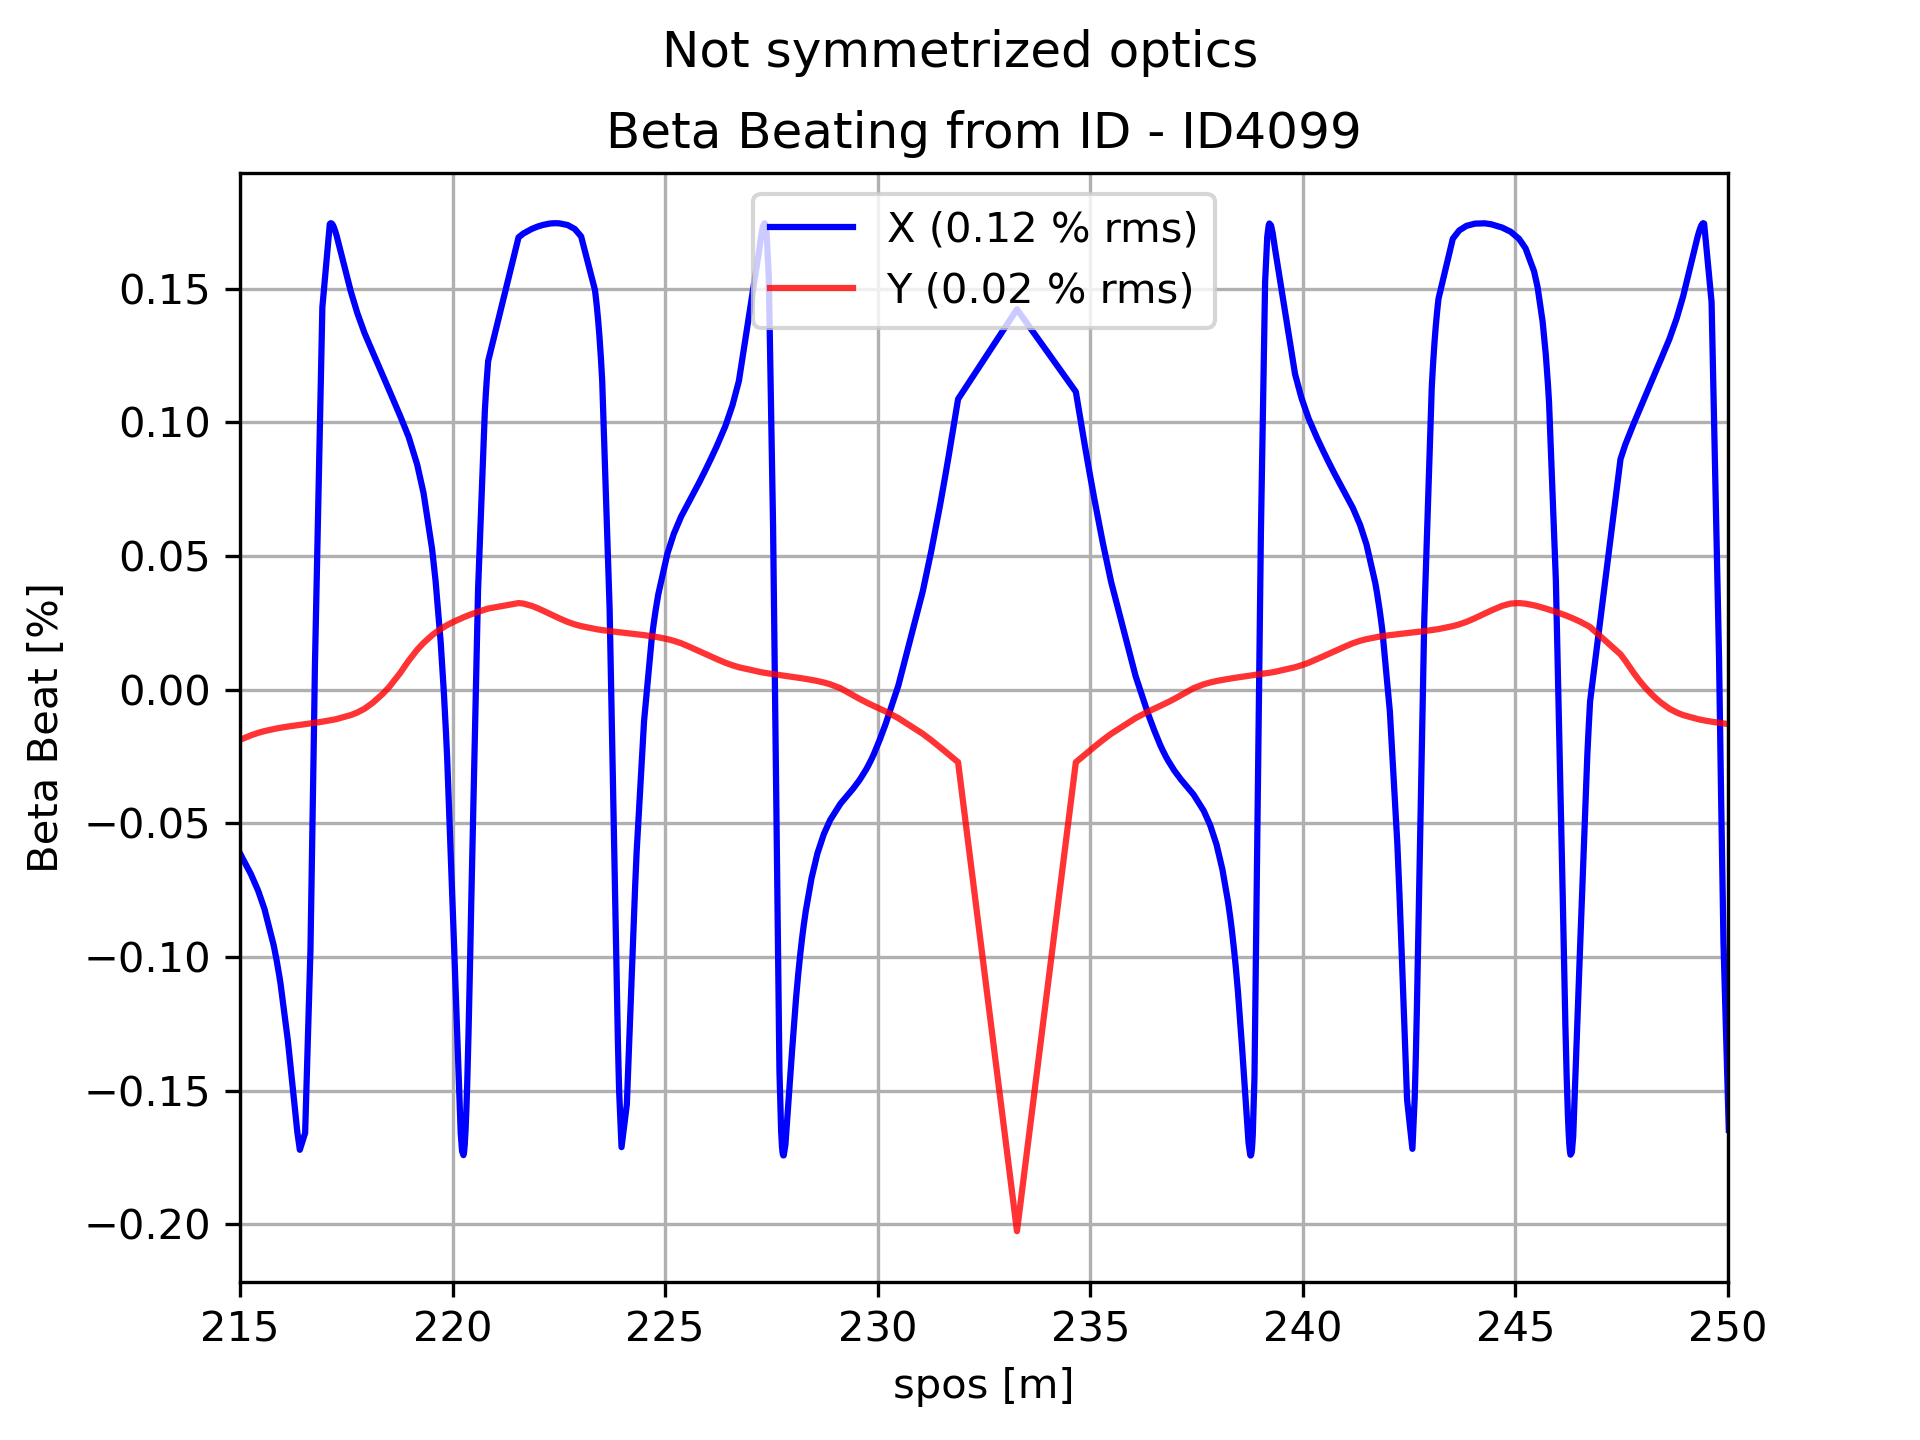 Not symmetrized optics
Beta Beating from ID - ID4099
X (0.12 % rms)
Y (0.02 % rms)
Beta Beat [%]
0.15
0.10
0.05
0.00
−0.05
−0.10
−0.15
−0.20
215 220 225 230 235 240 245 250
spos [m]